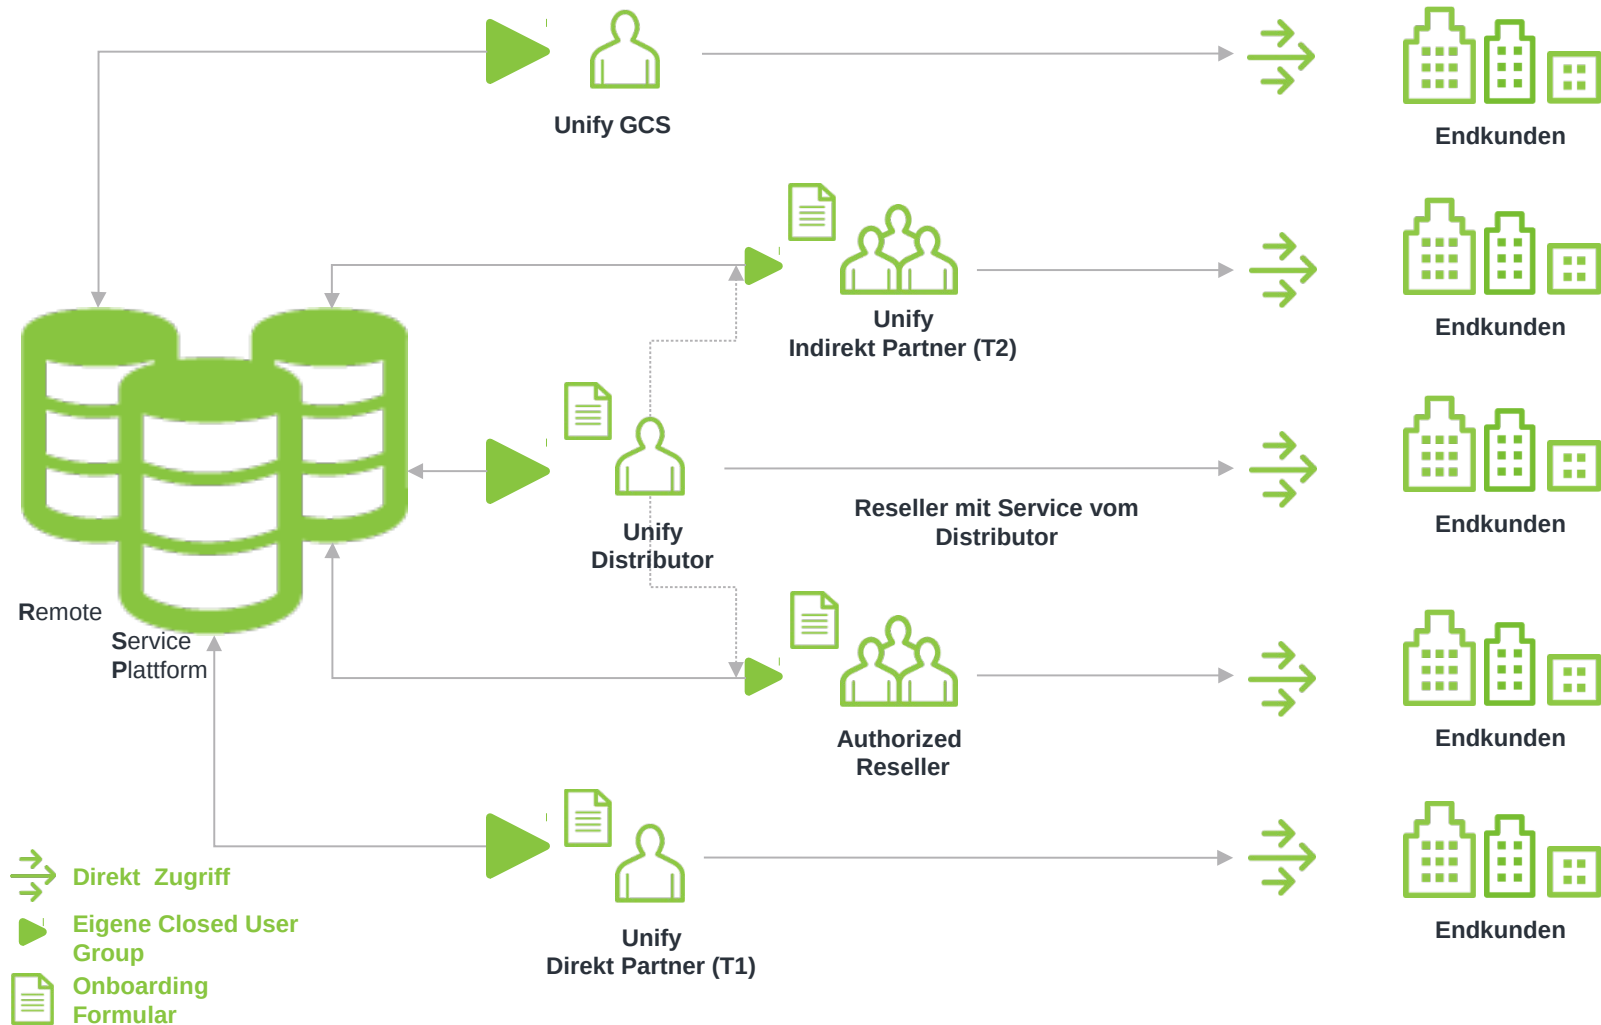 Unify GCS
Endkunden
Unify
Indirekt Partner (T2)
Endkunden
Unify
Distributor
Reseller mit Service vom
Distributor
Endkunden
Remote
Service
Plattform
Authorized
Reseller
Endkunden
Unify
Direkt Partner (T1)
Endkunden
Direkt Zugriff
Eigene Closed User
Group
Onboarding
Formular